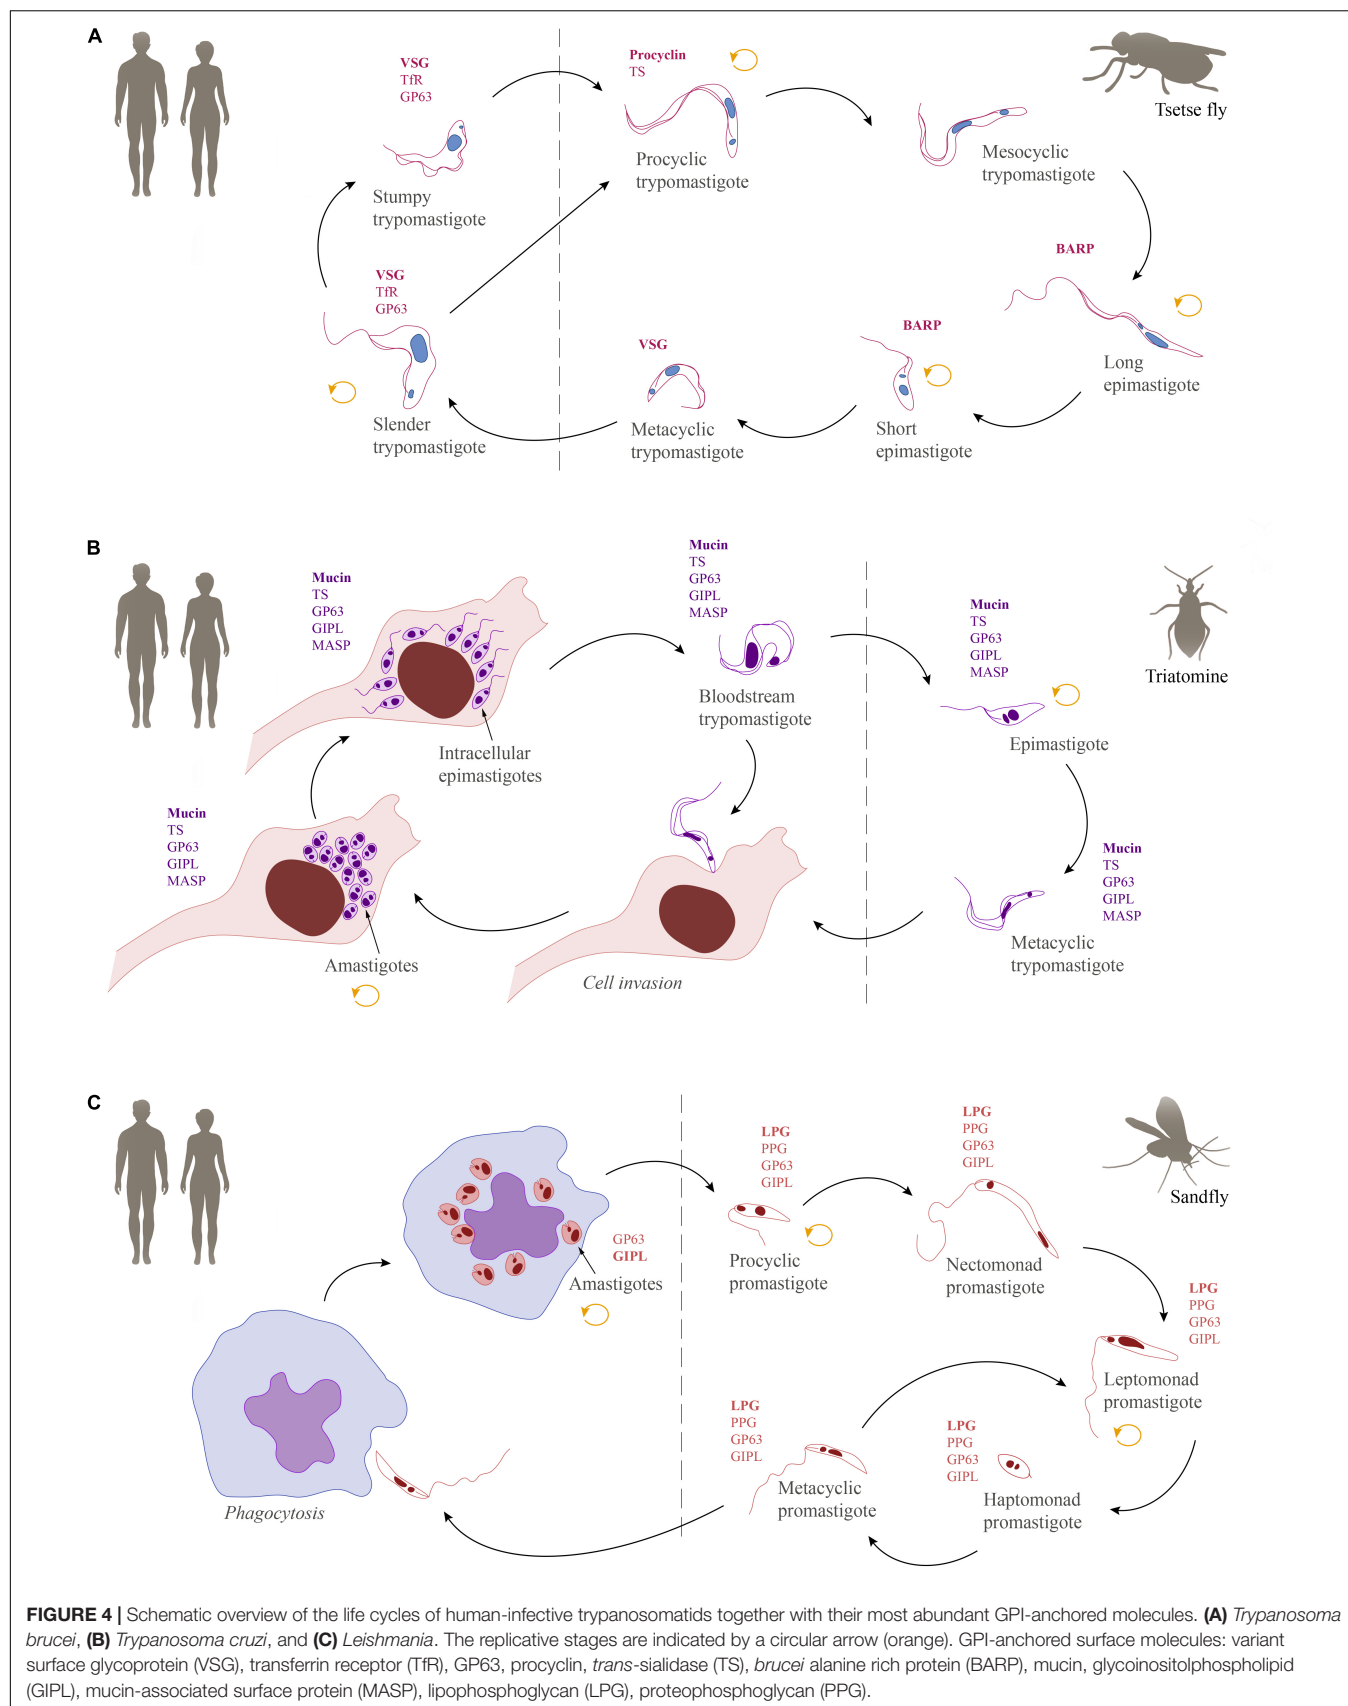 A
VSG
TfR
GP63
Stumpy
trypomastigote
Procyclin
TS
Procyclic
trypomastigote
Mesocyclic
trypomastigote
Tsetse fly
VSG
TfR
GP63
Slender
trypomastigote
VSG
Metacyclic
trypomastigote
BARP
Short
epimastigote
BARP
Long
epimastigote
B
Mucin
TS
GP63
GIPL
MASP
Intracellular
epimastigotes
Mucin
TS
GP63
GIPL
MASP
Bloodstream
trypomastigote
Mucin
TS
GP63
GIPL
MASP
Epimastigote
Triatomine
Mucin
TS
GP63
GIPL
MASP
Amastigotes
Cell invasion
Mucin
TS
GP63
GIPL
MASP
Metacyclic
trypomastigote
C
GP63
GIPL
Amastigotes
LPG
PPG
GP63
GIPL
Procyclic
promastigote
LPG
PPG
GP63
GIPL
Nectomonad
promastigote
Sandfly
LPG
PPG
GP63
GIPL
Leptomonad
promastigote
Phagocytosis
LPG
PPG
GP63
GIPL
Metacyclic
promastigote
LPG
PPG
GP63
GIPL
Haptomonad
promastigote
FIGURE 4 | Schematic overview of the life cycles of human-infective trypanosomatids together with their most abundant GPI-anchored molecules. (A) Trypanosoma
brucei, (B) Trypanosoma cruzi, and (C) Leishmania. The replicative stages are indicated by a circular arrow (orange). GPI-anchored surface molecules: variant
surface glycoprotein (VSG), transferrin receptor (TfR), GP63, procyclin, trans-sialidase (TS), brucei alanine rich protein (BARP), mucin, glycoinositolphospholipid
(GIPL), mucin-associated surface protein (MASP), lipophosphoglycan (LPG), proteophosphoglycan (PPG).